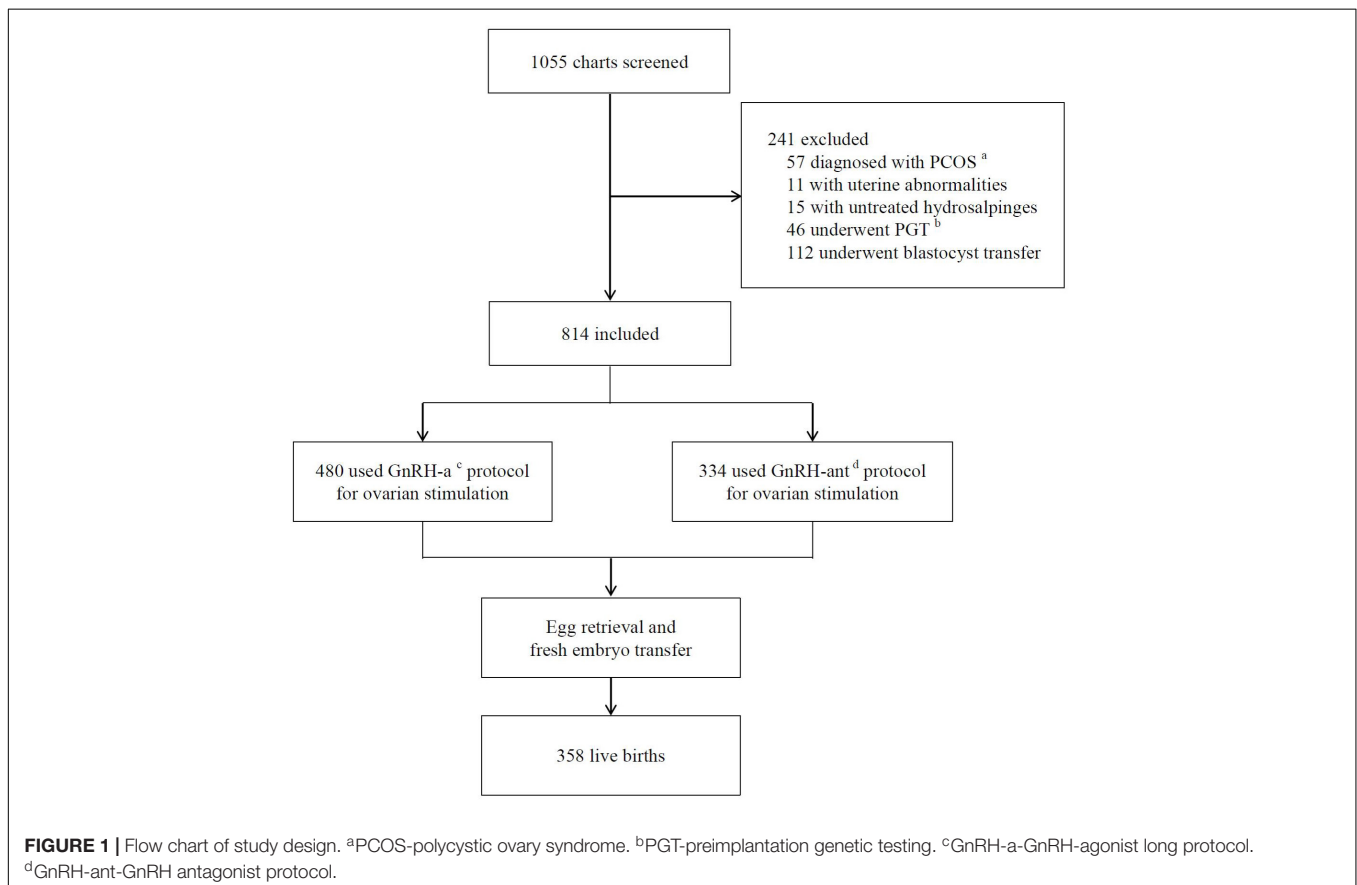 1055 charts screened
241 excluded
57 diagnosed with PCOS a
11 with uterine abnormalities
15 with untreated hydrosalpinges
46 underwent PGT b
112 underwent blastocyst transfer
814 included
480 used GnRH-a c protocol
for ovarian stimulation
334 used GnRH-ant d protocol
for ovarian stimulation
Egg retrieval and
fresh embryo transfer
358 live births
FIGURE 1 | Flow chart of study design. aPCOS-polycystic ovary syndrome. bPGT-preimplantation genetic testing. cGnRH-a-GnRH-agonist long protocol.
dGnRH-ant-GnRH antagonist protocol.